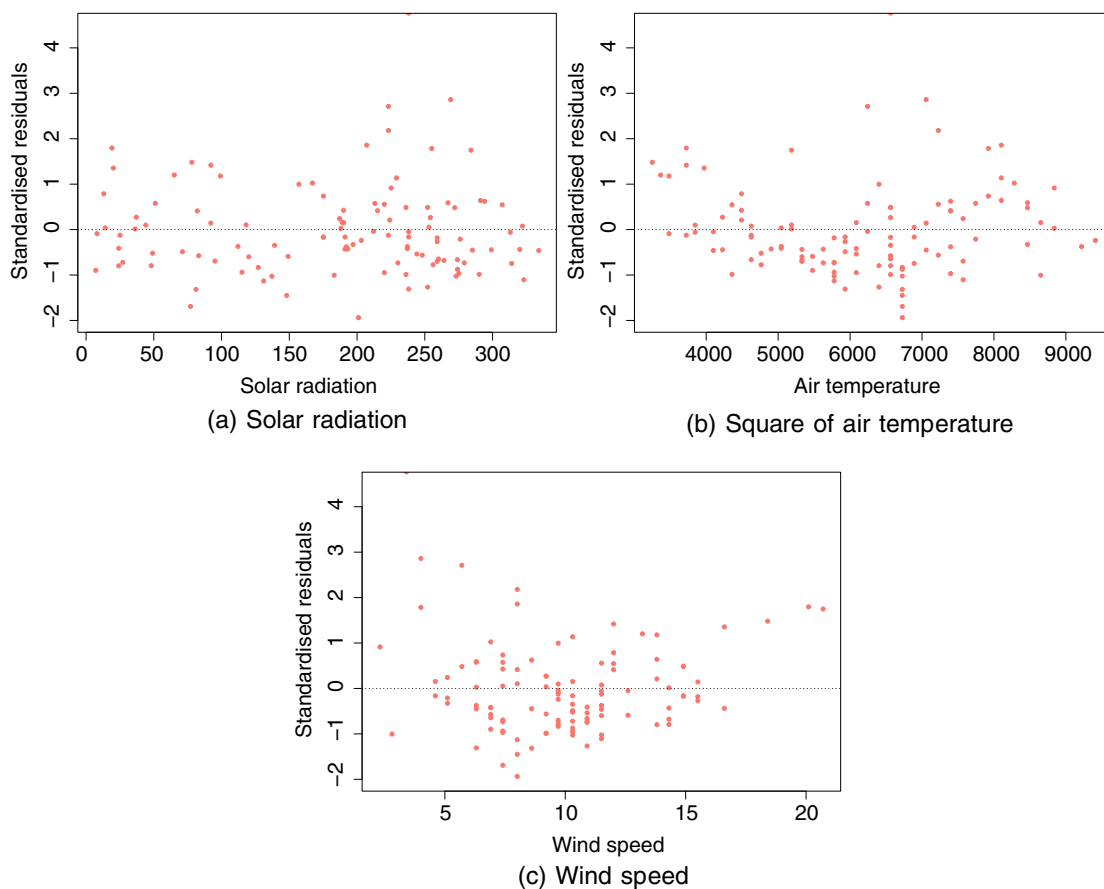 Standardised residuals
4
3
2
1
0
−1
−2
0 50 100 150 200 250 300
Solar radiation
(a) Solar radiation
Standardised residuals
4
3
2
1
0
−1
−2
4000 5000 6000 7000 8000 9000
Air temperature
(b) Square of air temperature
Standardised residuals
4
3
2
1
0
−1
−2
5 10 15 20
Wind speed
(c) Wind speed